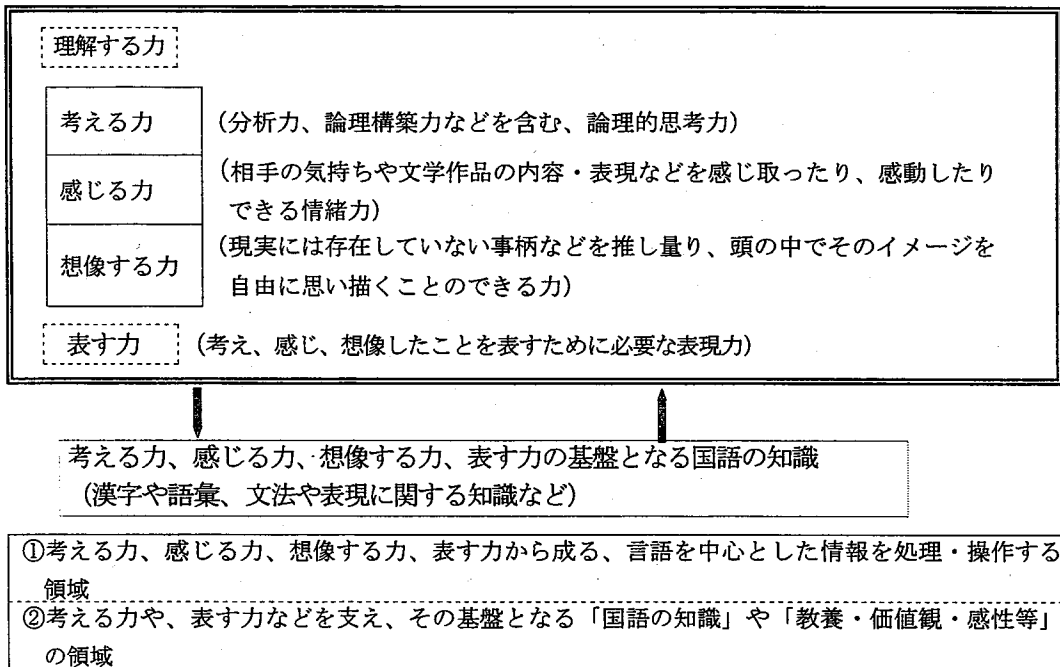 理解する力
考える力
(分析力、論理構築力などを含む、論理的思考力)
感じる力
(相手の気持ちや文学作品の内容・表現などを感じ取ったり、感動したり
できる情緒力)
想像する力
(現実には存在していない事柄などを推し量り、頭の中でそのイメージを
自由に思い描くことのできる力)
表す力
(考え、感じ、想像したことを表すために必要な表現力)
考える力、感じる力、想像する力、表す力の基盤となる国語の知識
(漢字や語彙、文法や表現に関する知識など)
①考える力、感じる力、想像する力、表す力から成る、言語を中心とした情報を処理・操作する
領域
②考える力や、表す力などを支え、その基盤となる「国語の知識」や「教養・価値観・感性等」
の領域